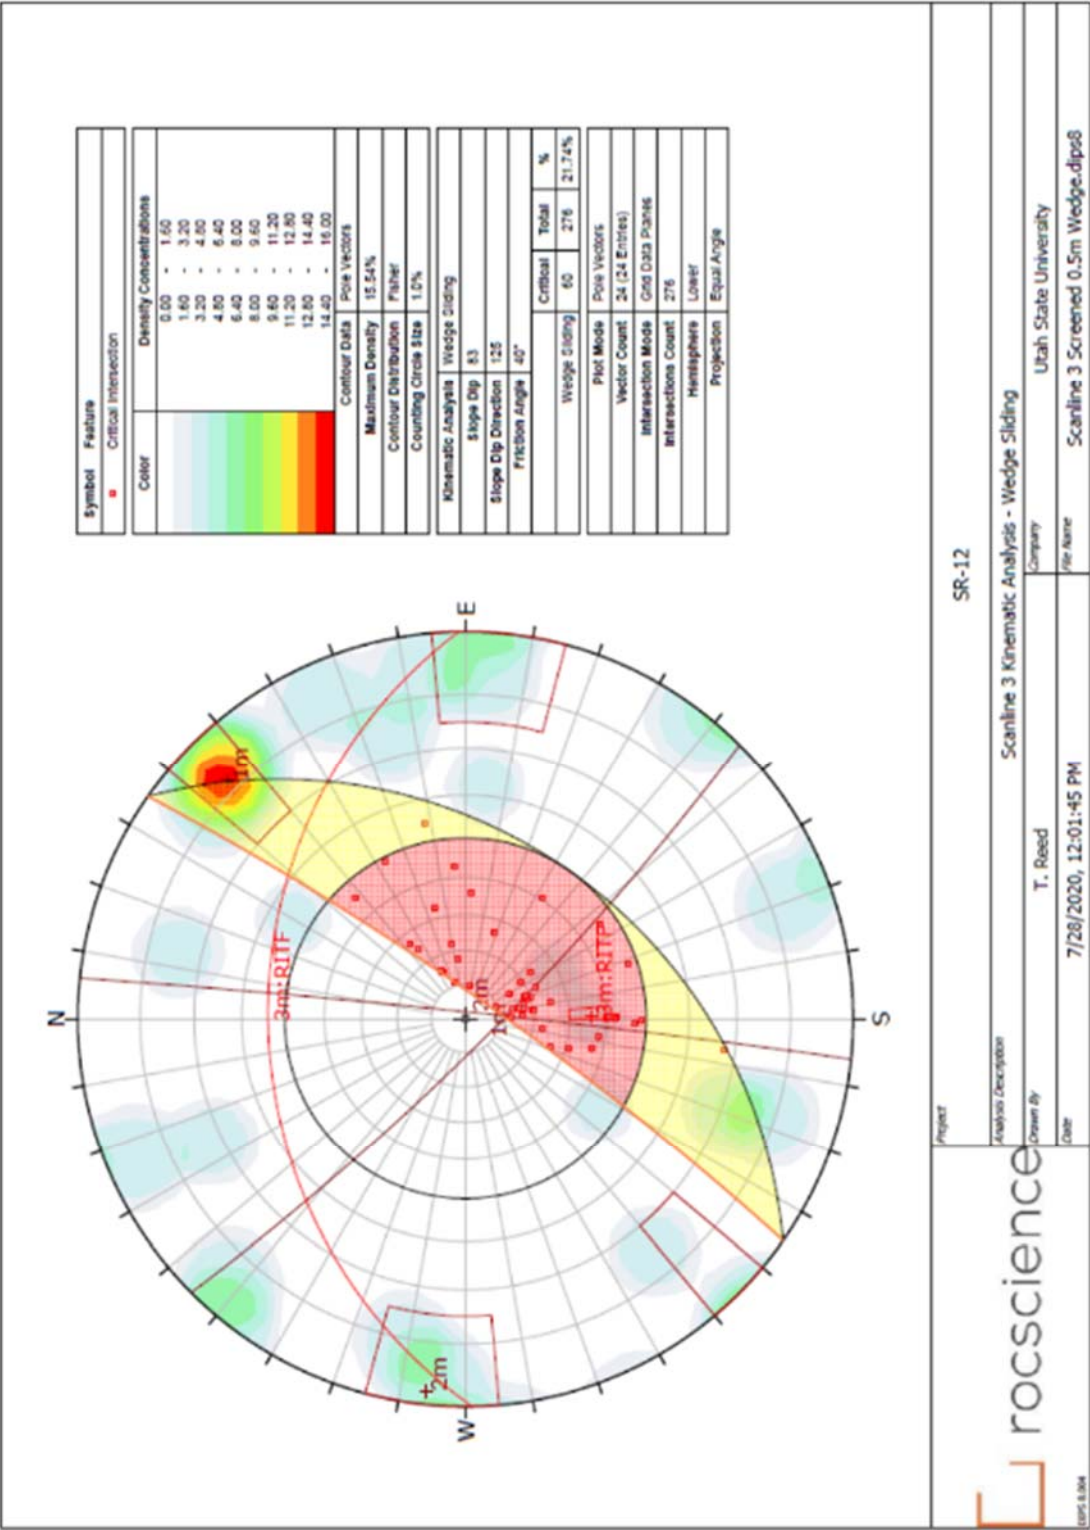 Symbol Feature
Critical Intersection
Color Density Concentrations
0.00 - 1.60
1.60 - 3.20
3.20 - 4.80
4.80 - 6.40
6.40 - 8.00
8.00 - 9.60
9.60 - 11.20
11.20 - 12.80
12.80 - 14.40
14.40 - 16.00
Contour Data Pole Vectors
Maximum Density 15.54%
Contour Distribution Fisher
Counting Circle Size 1.0%
Kinematic Analysis Wedge Sliding
Slope Dip 83
Slope Dip Direction 125
Friction Angle 40°
Critical Total %
Wedge Sliding 60 276 21.74%
Plot Mode Pole Vectors
Vector Count 24 (24 Entries)
Intersection Mode Grid Data Planes
Intersections Count 276
Hemisphere Lower
Projection Equal Angle
N
E
S
W
1m
2m
2m
3m:RITF
3m:RITF
rocscience
Project
SR-12
Analysis Description
Scanline 3 Kinematic Analysis - Wedge Sliding
Drawn By
T. Reed
Company
Utah State University
Date
7/28/2020, 12:01:45 PM
File Name
Scanline 3 Screened 0.5m Wedge.dips8
DIPS 8.004